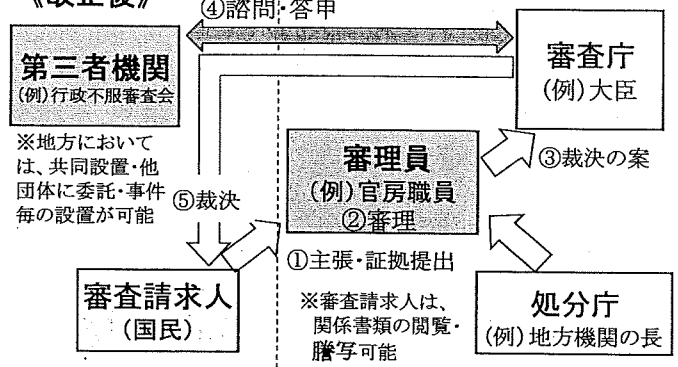 《改正後》
④諮問・答申
第三者機関
(例)行政不服審査会
審査庁
(例)大臣
※地方において
は、共同設置・他
団体に委託・事件
毎の設置が可能
審理員
(例)官房職員
②審理
③裁決の案
⑤裁決
①主張・証拠提出
審査請求人
(国民)
※審査請求人は、
関係書類の閲覧・
謄写可能
処分庁
(例)地方機関の長